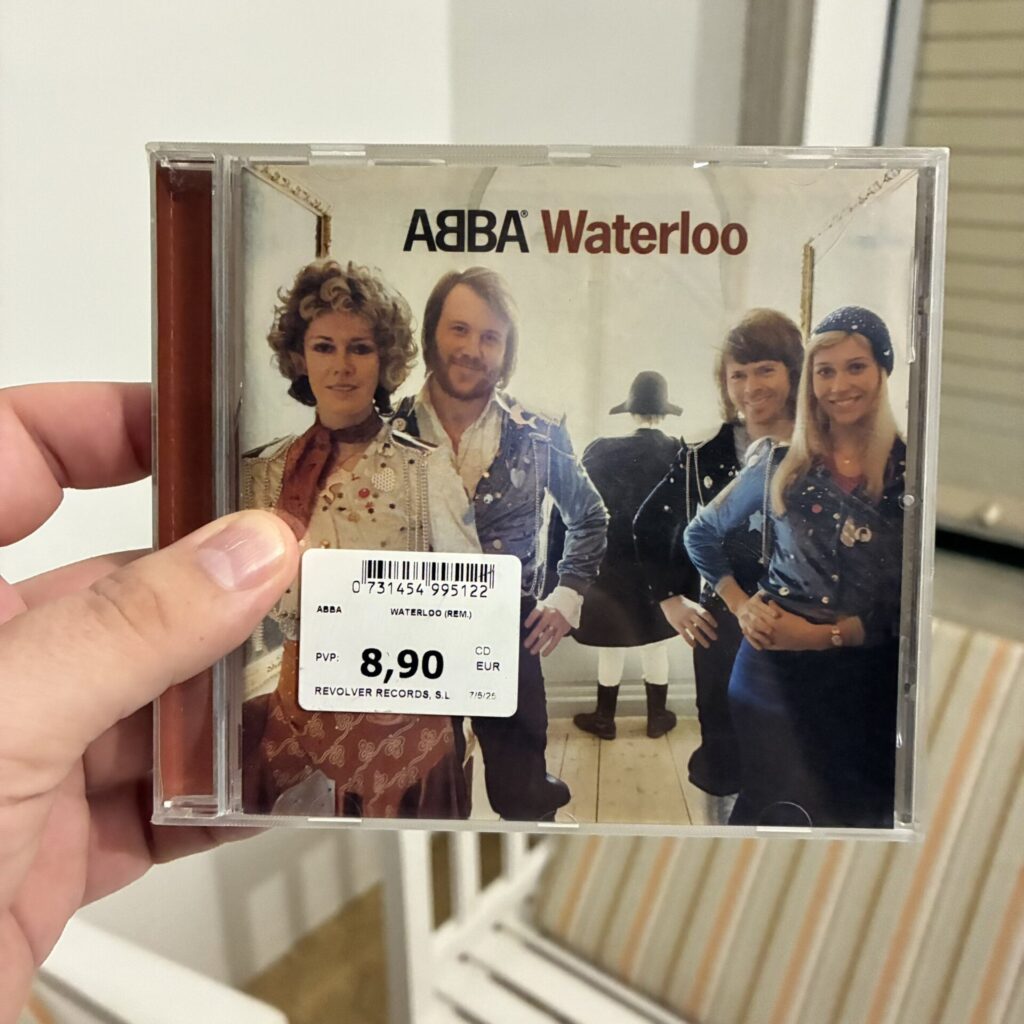 ABBA® Waterloo
0 731454 995122
ABBA WATERLOO (REM.)
PVP: 8,90 CD
EUR
REVOLVER RECORDS, S.L 7/5/25